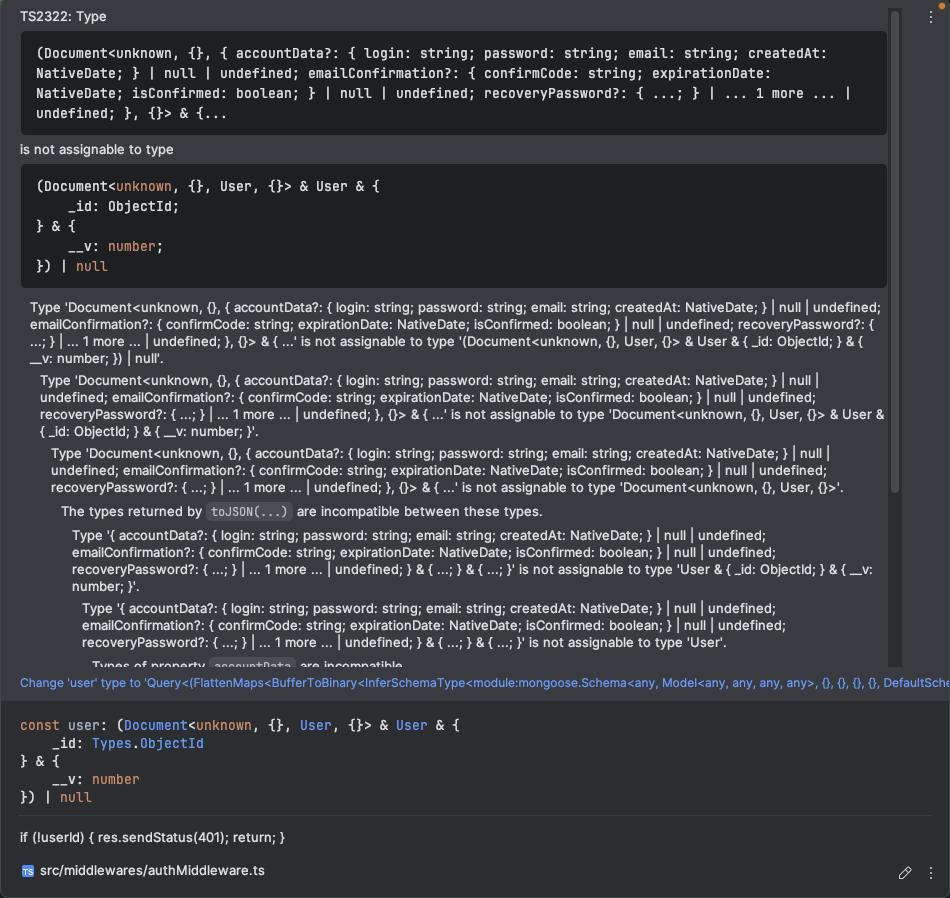 TS2322: Type
(Document<unknown, {}, { accountData?: { login: string; password: string; email: string; createdAt:
NativeDate; } | null | undefined; emailConfirmation?: { confirmCode: string; expirationDate:
NativeDate; isConfirmed: boolean; } | null | undefined; recoveryPassword?: { ...; } | ... 1 more ... |
undefined; }, {}> & {...
is not assignable to type
(Document<unknown, {}, User, {}> & User & {
    _id: ObjectId;
} & {
    __v: number;
}) | null
Type 'Document<unknown, {}, { accountData?: { login: string; password: string; email: string; createdAt: NativeDate; } | null | undefined;
emailConfirmation?: { confirmCode: string; expirationDate: NativeDate; isConfirmed: boolean; } | null | undefined; recoveryPassword?: {
...; } | ... 1 more ... | undefined; }, {}> & { ...' is not assignable to type '(Document<unknown, {}, User, {}> & User & { _id: ObjectId; } & {
__v: number; }) | null'.
Type 'Document<unknown, {}, { accountData?: { login: string; password: string; email: string; createdAt: NativeDate; } | null |
undefined; emailConfirmation?: { confirmCode: string; expirationDate: NativeDate; isConfirmed: boolean; } | null | undefined;
recoveryPassword?: { ...; } | ... 1 more ... | undefined; }, {}> & { ...' is not assignable to type 'Document<unknown, {}, User, {}> & User &
{ _id: ObjectId; } & { __v: number; }'.
Type 'Document<unknown, {}, { accountData?: { login: string; password: string; email: string; createdAt: NativeDate; } | null |
undefined; emailConfirmation?: { confirmCode: string; expirationDate: NativeDate; isConfirmed: boolean; } | null | undefined;
recoveryPassword?: { ...; } | ... 1 more ... | undefined; }, {}> & { ...' is not assignable to type 'Document<unknown, {}, User, {}>'.
The types returned by toJSON(...) are incompatible between these types.
Type '{ accountData?: { login: string; password: string; email: string; createdAt: NativeDate; } | null | undefined;
emailConfirmation?: { confirmCode: string; expirationDate: NativeDate; isConfirmed: boolean; } | null | undefined;
recoveryPassword?: { ...; } | ... 1 more ... | undefined; } & { ...; } & { ...; }' is not assignable to type 'User & { _id: ObjectId; } & { __v:
number; }'.
Type '{ accountData?: { login: string; password: string; email: string; createdAt: NativeDate; } | null | undefined;
emailConfirmation?: { confirmCode: string; expirationDate: NativeDate; isConfirmed: boolean; } | null | undefined;
recoveryPassword?: { ...; } | ... 1 more ... | undefined; } & { ...; } & { ...; }' is not assignable to type 'User'.
Types of property accountData are incompatible
Change 'user' type to 'Query<(FlattenMaps<BufferToBinary<InferSchemaType<module:mongoose.Schema<any, Model<any, any, any, any>, {}, {}, {}, {}, DefaultSche
const user: (Document<unknown, {}, User, {}> & User & {
    _id: Types.ObjectId
} & {
    __v: number
}) | null
if (!userId) { res.sendStatus(401); return; }
TS src/middlewares/authMiddleware.ts